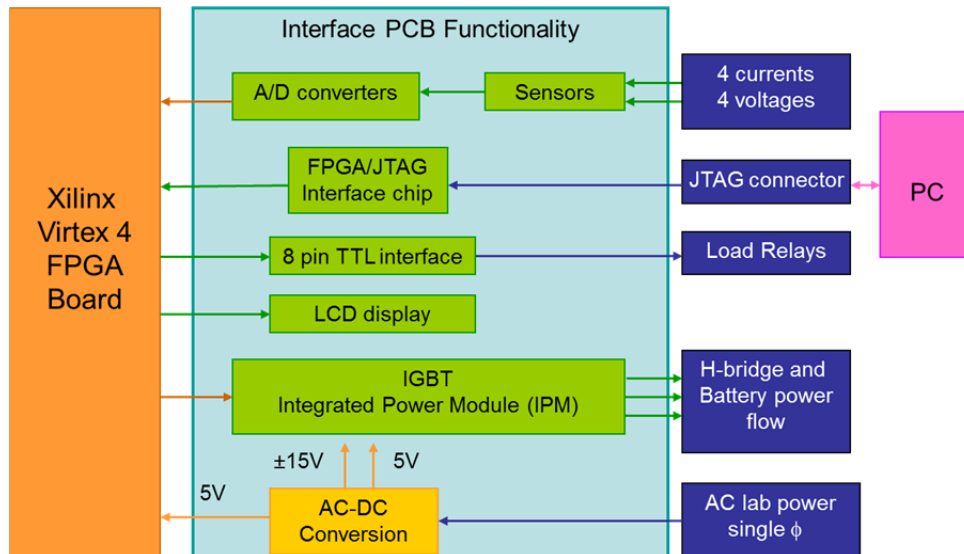 Interface PCB Functionality
A/D converters
Sensors
4 currents
4 voltages
FPGA/JTAG
Interface chip
JTAG connector
PC
Xilinx
Virtex 4
FPGA
Board
8 pin TTL interface
Load Relays
LCD display
IGBT
Integrated Power Module (IPM)
H-bridge and
Battery power
flow
±15V
5V
5V
AC-DC
Conversion
AC lab power
single ϕ